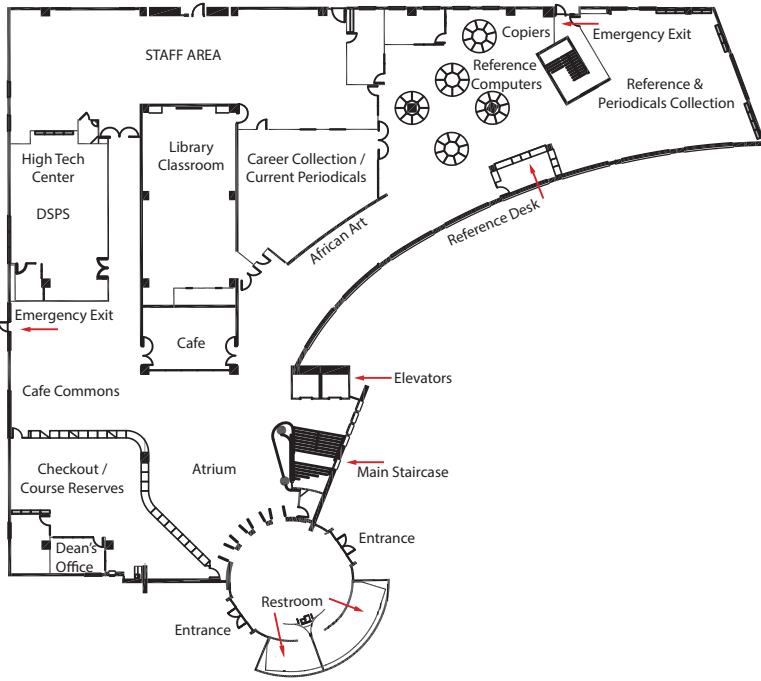 Copiers
Emergency Exit
STAFF AREA
Reference
Computers
Reference &
Periodicals Collection
Library
Classroom
High Tech
Center
Career Collection /
Current Periodicals
DSPS
African Art
Reference Desk
Emergency Exit
Cafe
Elevators
Cafe Commons
Checkout /
Course Reserves
Atrium
Main Staircase
Entrance
Dean's
Office
Restroom
Entrance